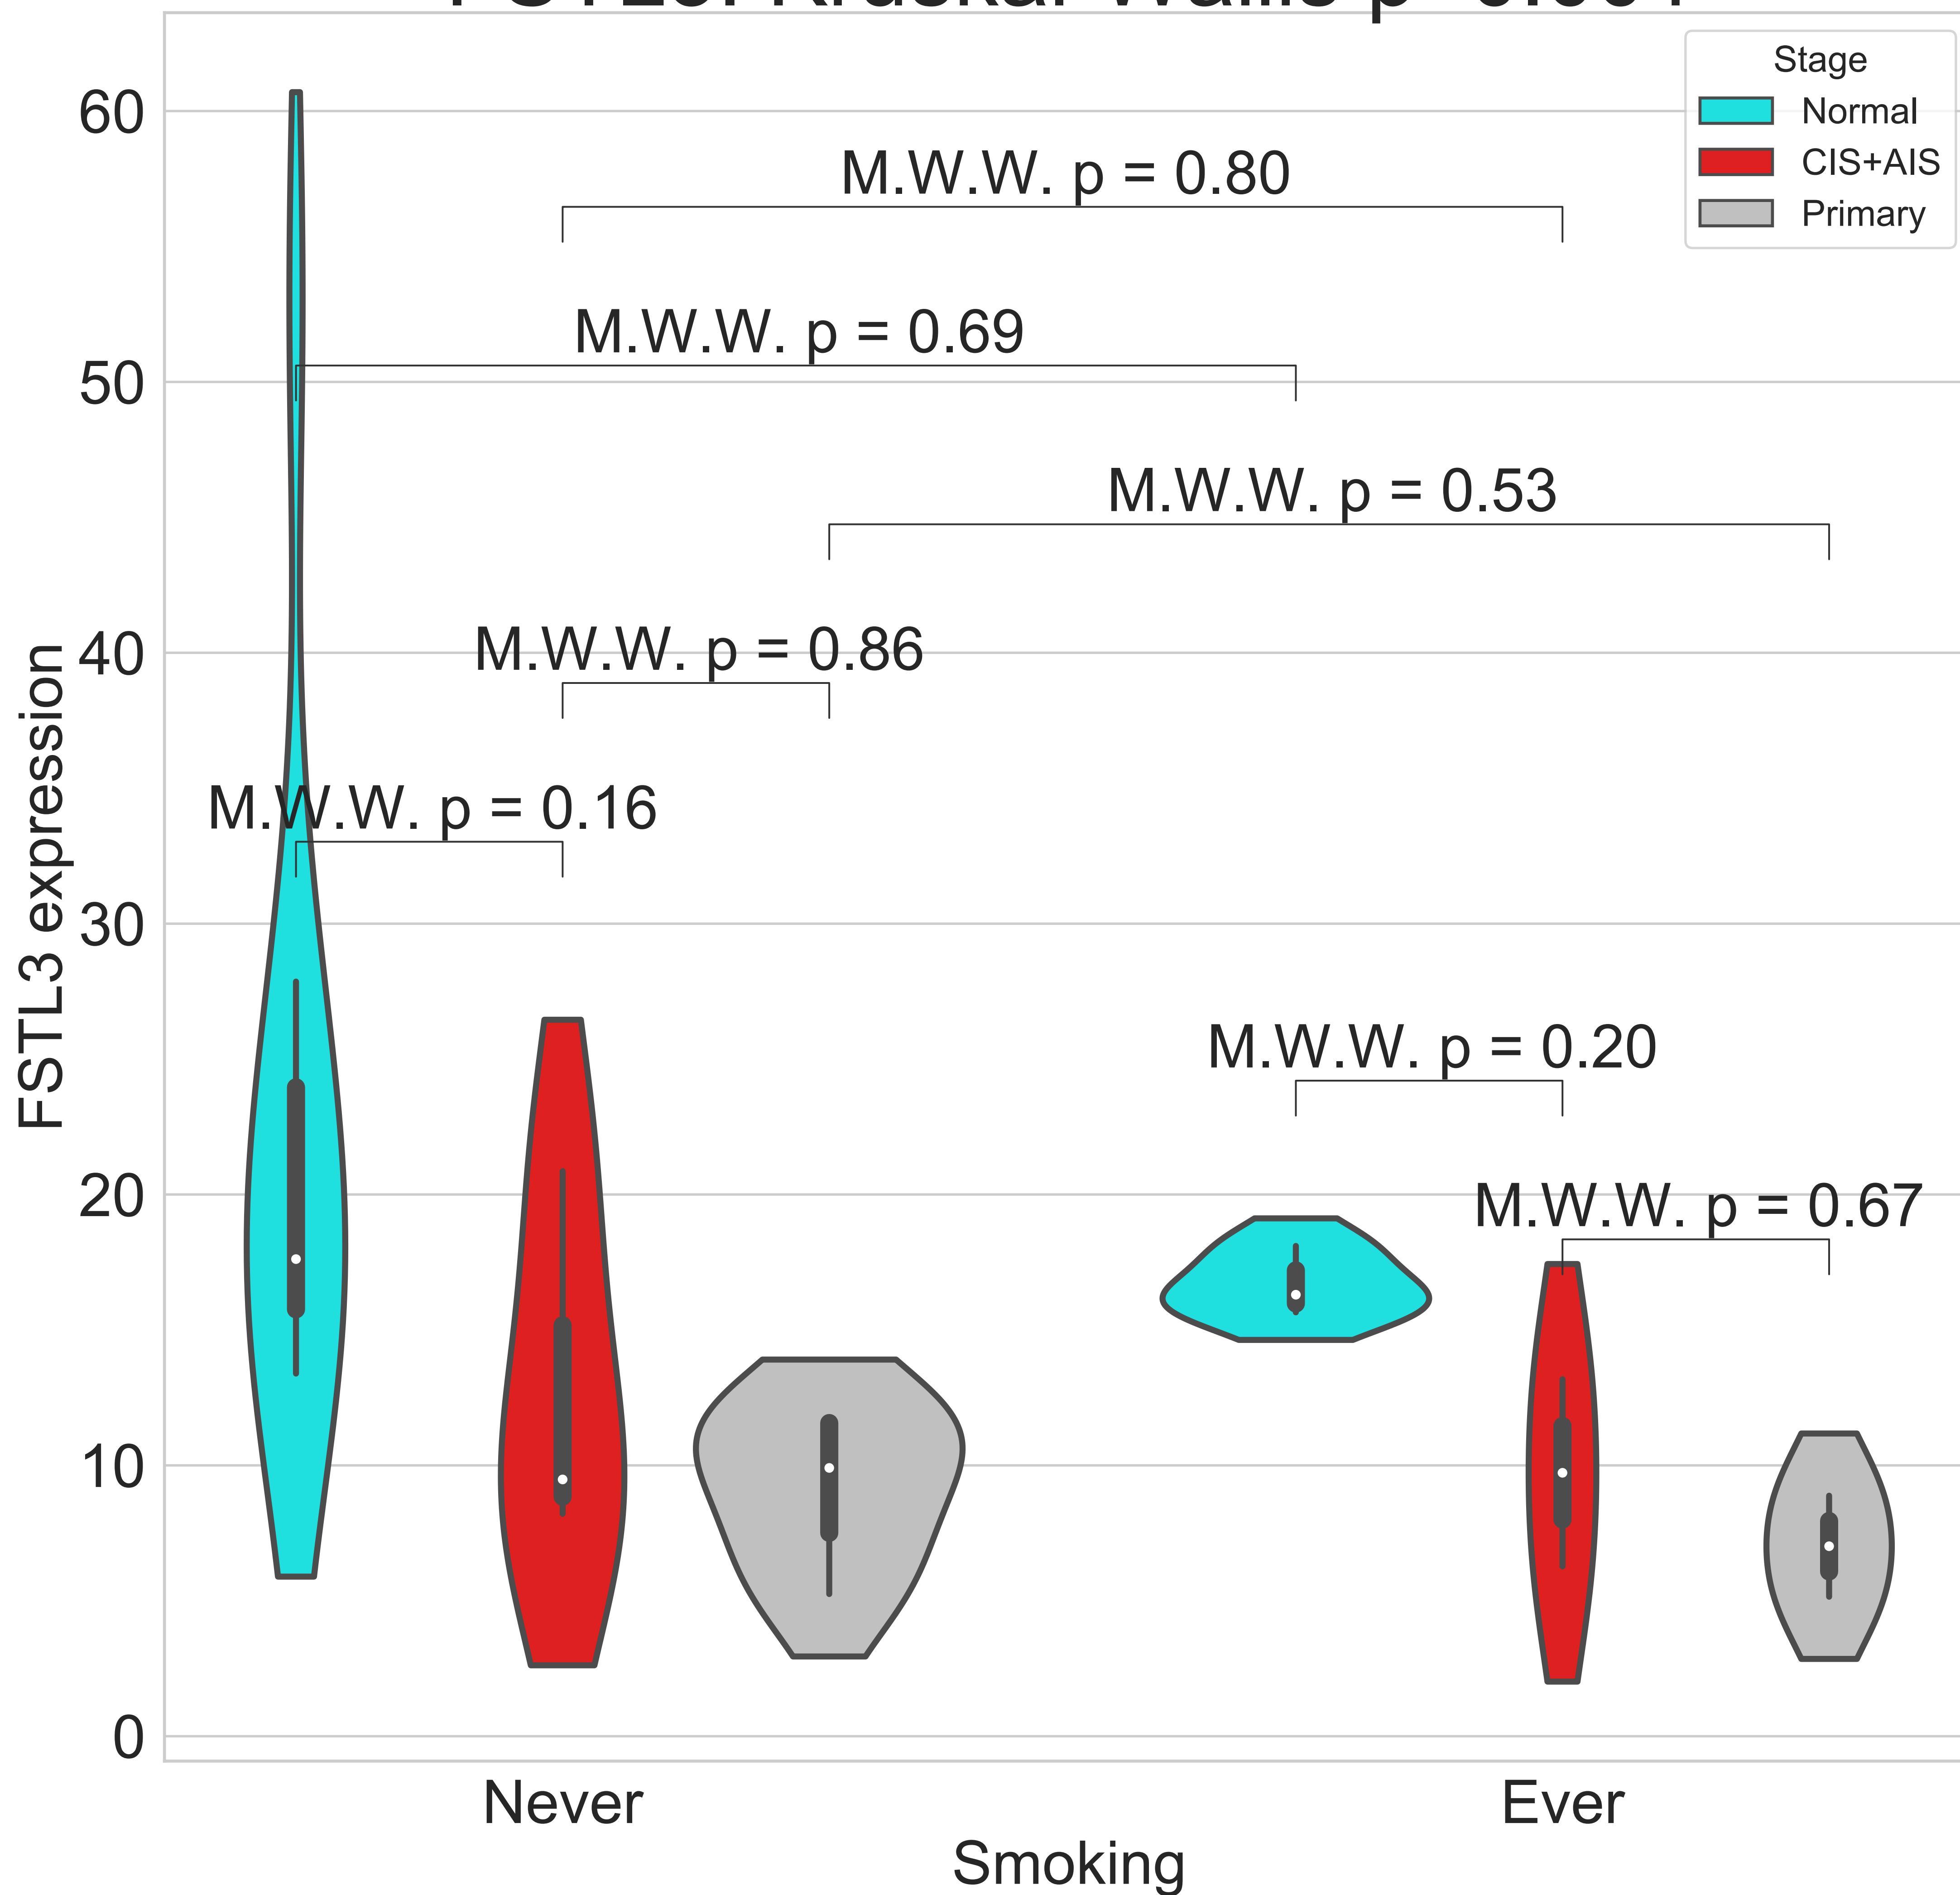 Stage
Normal
CIS+AIS
Primary
60
50
40
30
20
10
0
FSTL3 expression
M.W.W. p = 0.80
M.W.W. p = 0.69
M.W.W. p = 0.53
M.W.W. p = 0.86
M.W.W. p = 0.16
M.W.W. p = 0.20
M.W.W. p = 0.67
Never
Ever
Smoking